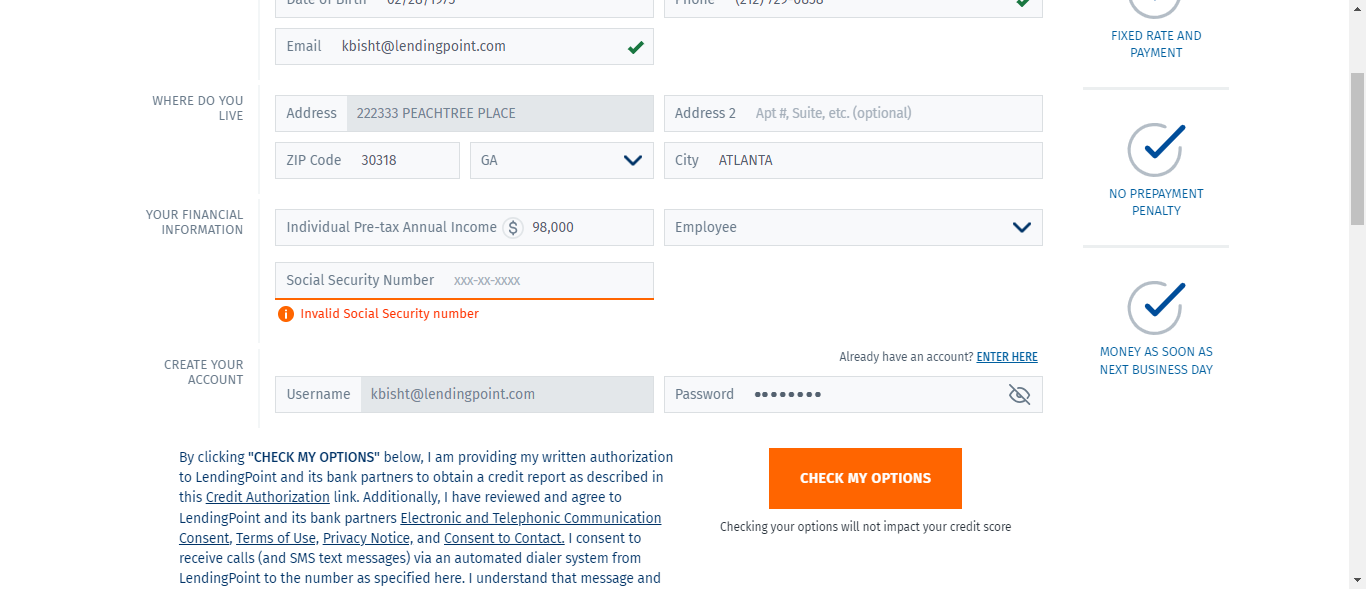 Date of Birth 02/28/1975
Phone (212) 729-0838
Email kbisht@lendingpoint.com
WHERE DO YOU
LIVE
Address 222333 PEACHTREE PLACE
Address 2 Apt #, Suite, etc. (optional)
ZIP Code 30318
GA
City ATLANTA
YOUR FINANCIAL
INFORMATION
Individual Pre-tax Annual Income $ 98,000
Employee
Social Security Number xxx-xx-xxxx
Invalid Social Security number
CREATE YOUR
ACCOUNT
Already have an account? ENTER HERE
Username kbisht@lendingpoint.com
Password ••••••••
By clicking "CHECK MY OPTIONS" below, I am providing my written authorization
to LendingPoint and its bank partners to obtain a credit report as described in
this Credit Authorization link. Additionally, I have reviewed and agree to
LendingPoint and its bank partners Electronic and Telephonic Communication
Consent, Terms of Use, Privacy Notice, and Consent to Contact. I consent to
receive calls (and SMS text messages) via an automated dialer system from
LendingPoint to the number as specified here. I understand that message and
CHECK MY OPTIONS
Checking your options will not impact your credit score
FIXED RATE AND
PAYMENT
NO PREPAYMENT
PENALTY
MONEY AS SOON AS
NEXT BUSINESS DAY